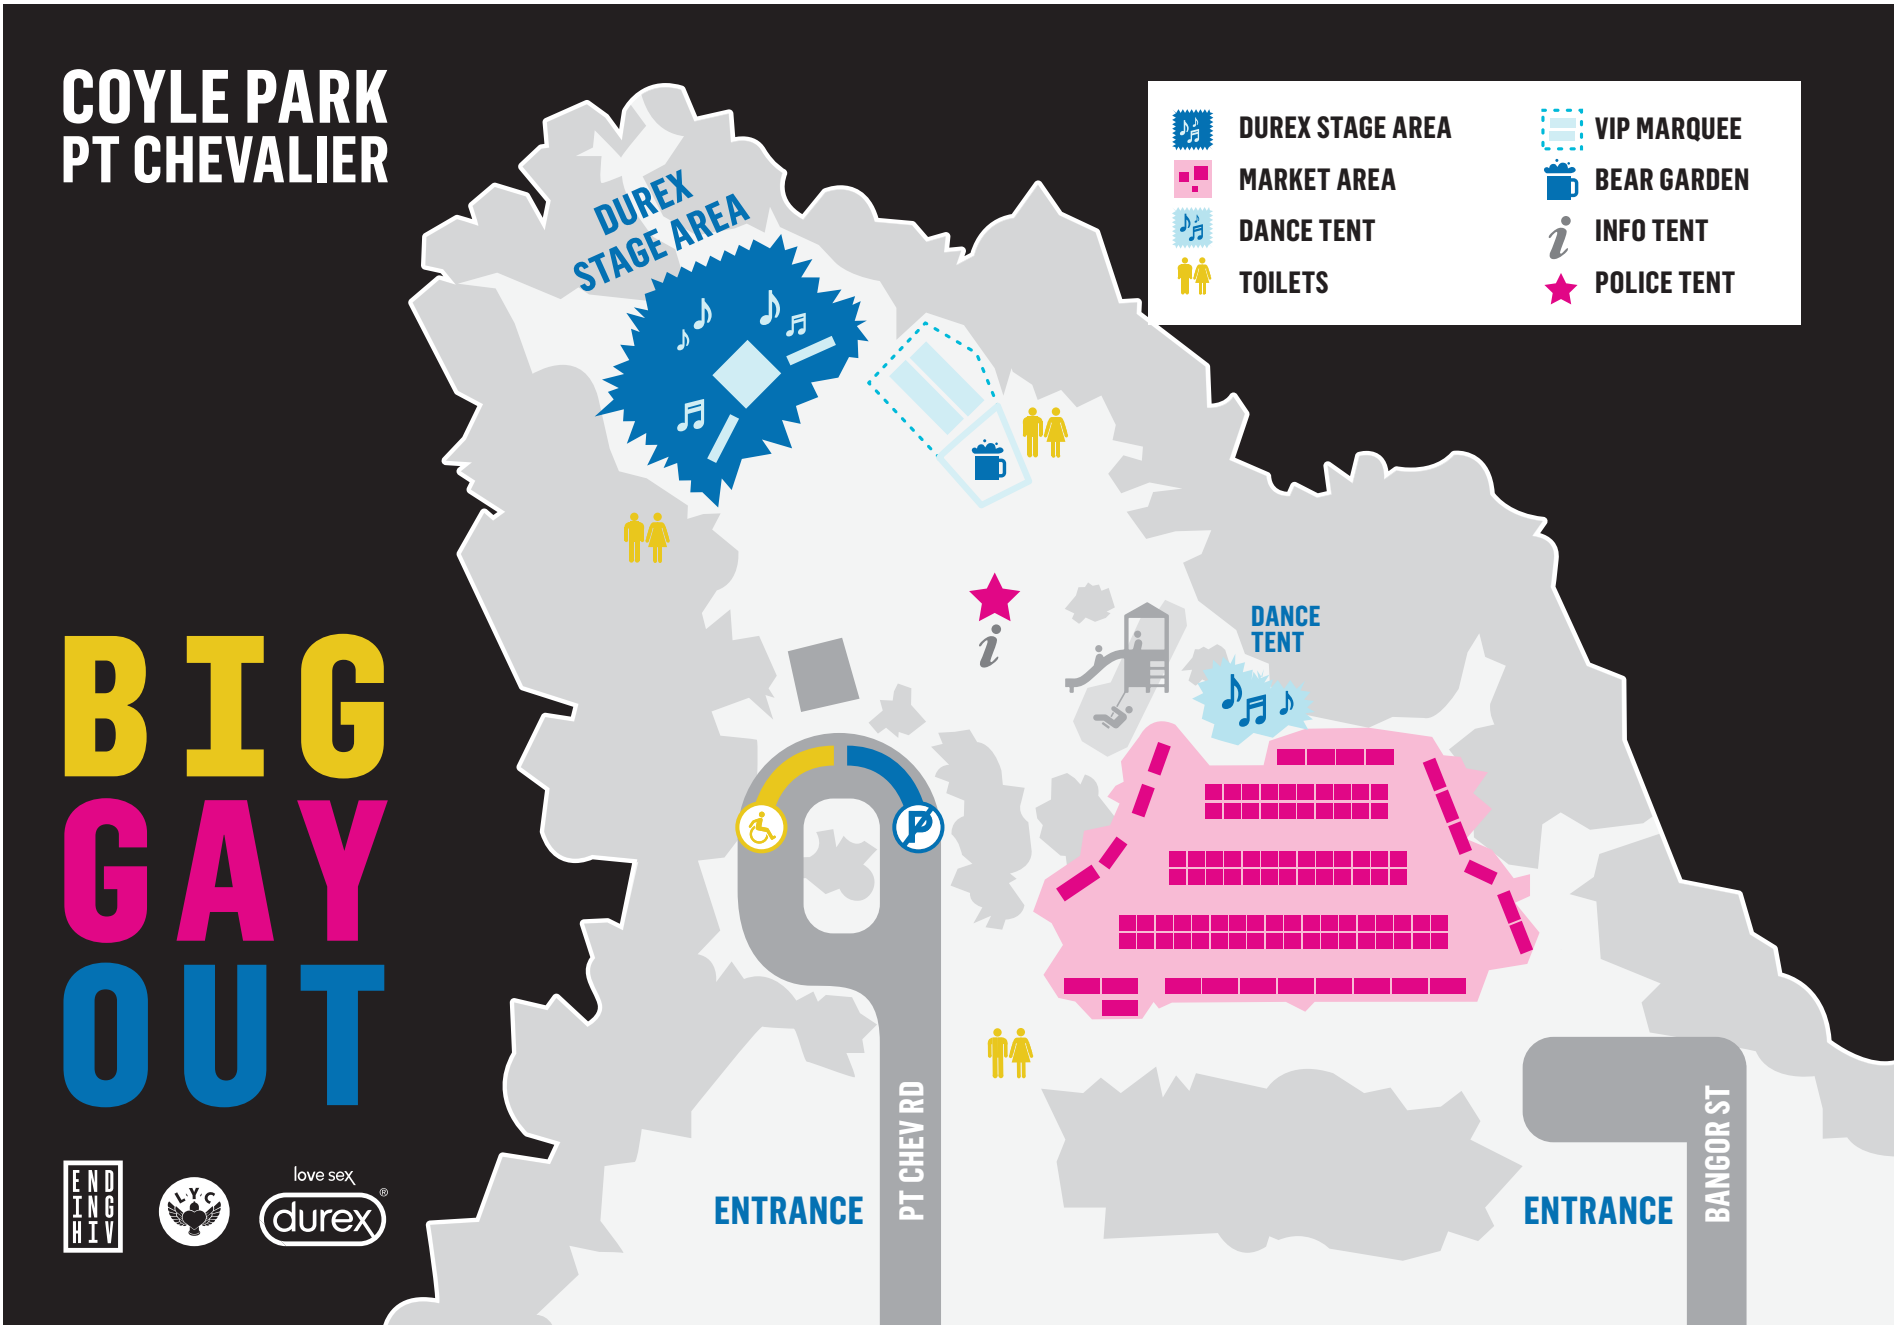 COYLE PARK
PT CHEVALIER
DUREX STAGE AREA
MARKET AREA
DANCE TENT
TOILETS
VIP MARQUEE
BEAR GARDEN
INFO TENT
POLICE TENT
DUREX
STAGE AREA
DANCE
TENT
BIG
GAY
OUT
P
PT CHEV RD
BANGOR ST
ENTRANCE
ENTRANCE
END
ING
HIV
L.Y.C
love sex
durex®